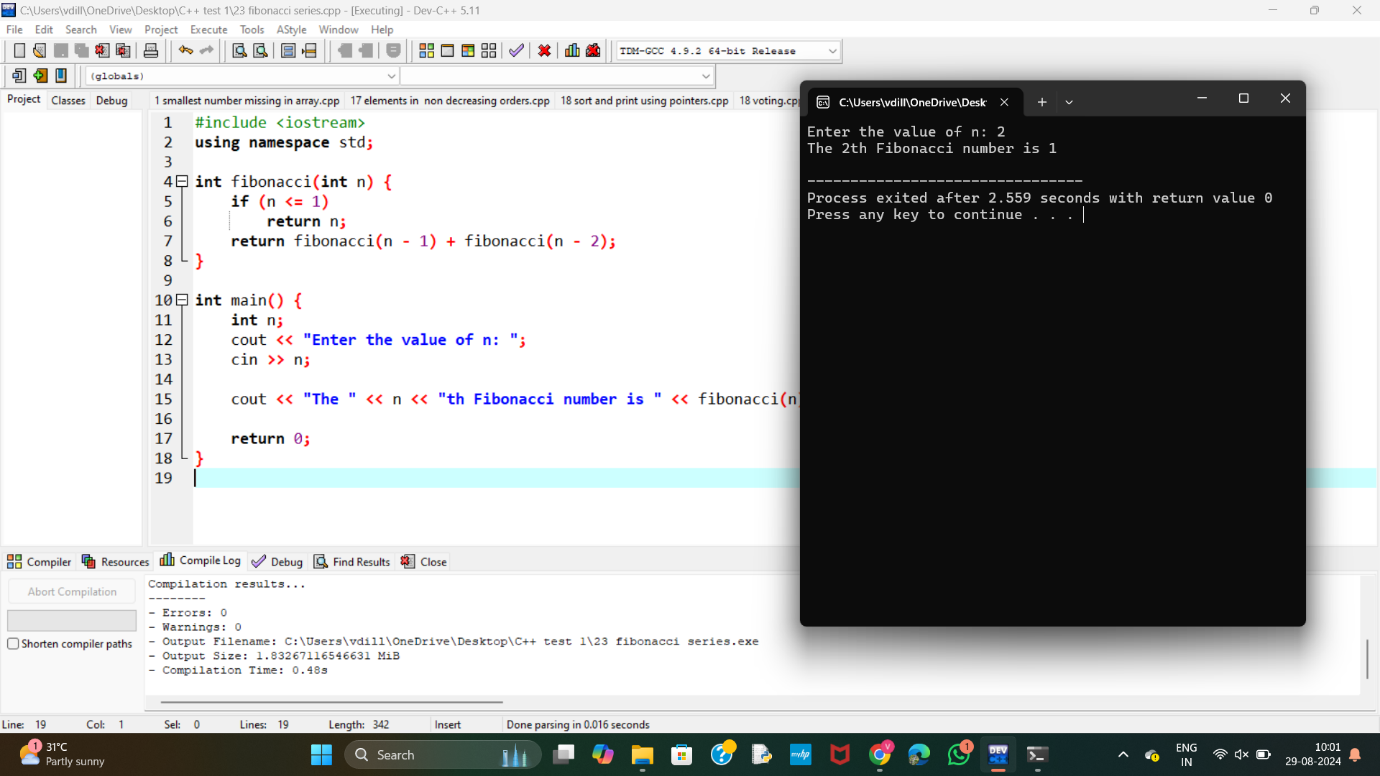 C:\Users\vdill\OneDrive\Desktop\C++ test 1\23 fibonacci series.cpp - [Executing] - Dev-C++ 5.11
File Edit Search View Project Execute Tools AStyle Window Help
TDM-GCC 4.9.2 64-bit Release
(globals)
Project Classes Debug
1 smallest number missing in array.cpp 17 elements in non decreasing orders.cpp 18 sort and print using pointers.cpp 18 voting.cpp
1 #include <iostream>
2 using namespace std;
3
4 int fibonacci(int n) {
5 if (n <= 1)
6 return n;
7 return fibonacci(n - 1) + fibonacci(n - 2);
8 }
9
10 int main() {
11 int n;
12 cout << "Enter the value of n: ";
13 cin >> n;
14
15 cout << "The " << n << "th Fibonacci number is " << fibonacci(n)
16
17 return 0;
18 }
19
C:\Users\vdill\OneDrive\Desk
Enter the value of n: 2
The 2th Fibonacci number is 1
--------------------------------
Process exited after 2.559 seconds with return value 0
Press any key to continue . . .
Compiler Resources Compile Log Debug Find Results Close
Abort Compilation
Shorten compiler paths
Compilation results...
--------
- Errors: 0
- Warnings: 0
- Output Filename: C:\Users\vdill\OneDrive\Desktop\C++ test 1\23 fibonacci series.exe
- Output Size: 1.83267116546631 MiB
- Compilation Time: 0.48s
Line: 19 Col: 1 Sel: 0 Lines: 19 Length: 342 Insert Done parsing in 0.016 seconds
1
31°C
Partly sunny
Search
myhp
V
1
DEV
ENG
IN
10:01
29-08-2024